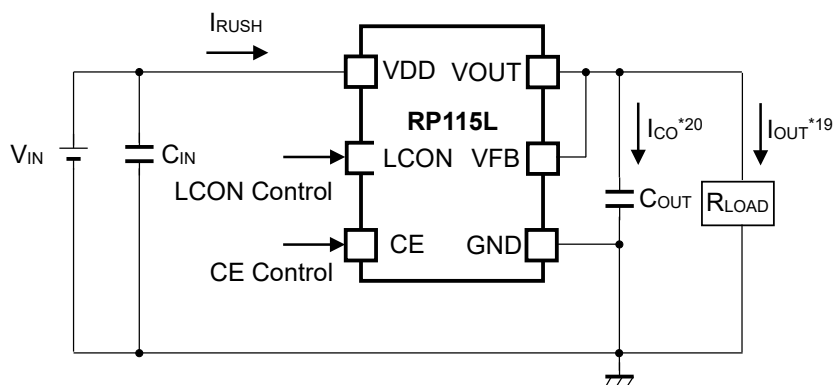 IRUSH
VDD VOUT
RP115L
LCON VFB
CE GND
VIN
CIN
LCON Control
CE Control
ICO*20
IOUT*19
COUT
RLOAD